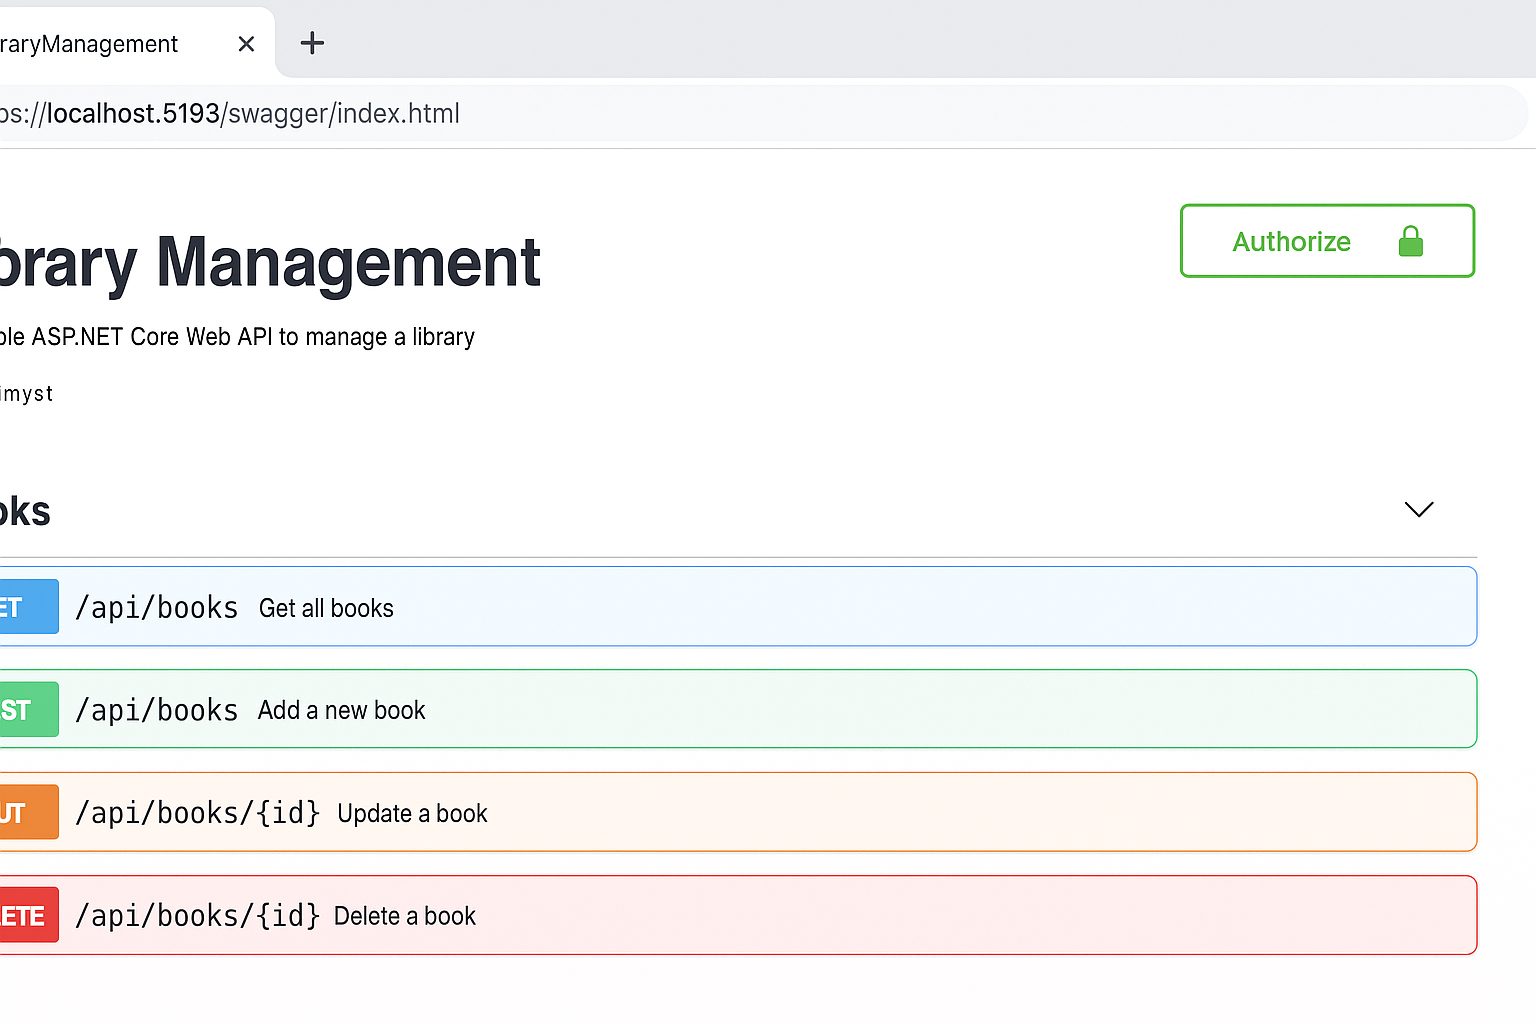 raryManagement
ps://localhost.5193/swagger/index.html
brary Management
Authorize
ble ASP.NET Core Web API to manage a library
imyst
oks
ET /api/books Get all books
ST /api/books Add a new book
UT /api/books/{id} Update a book
LETE /api/books/{id} Delete a book